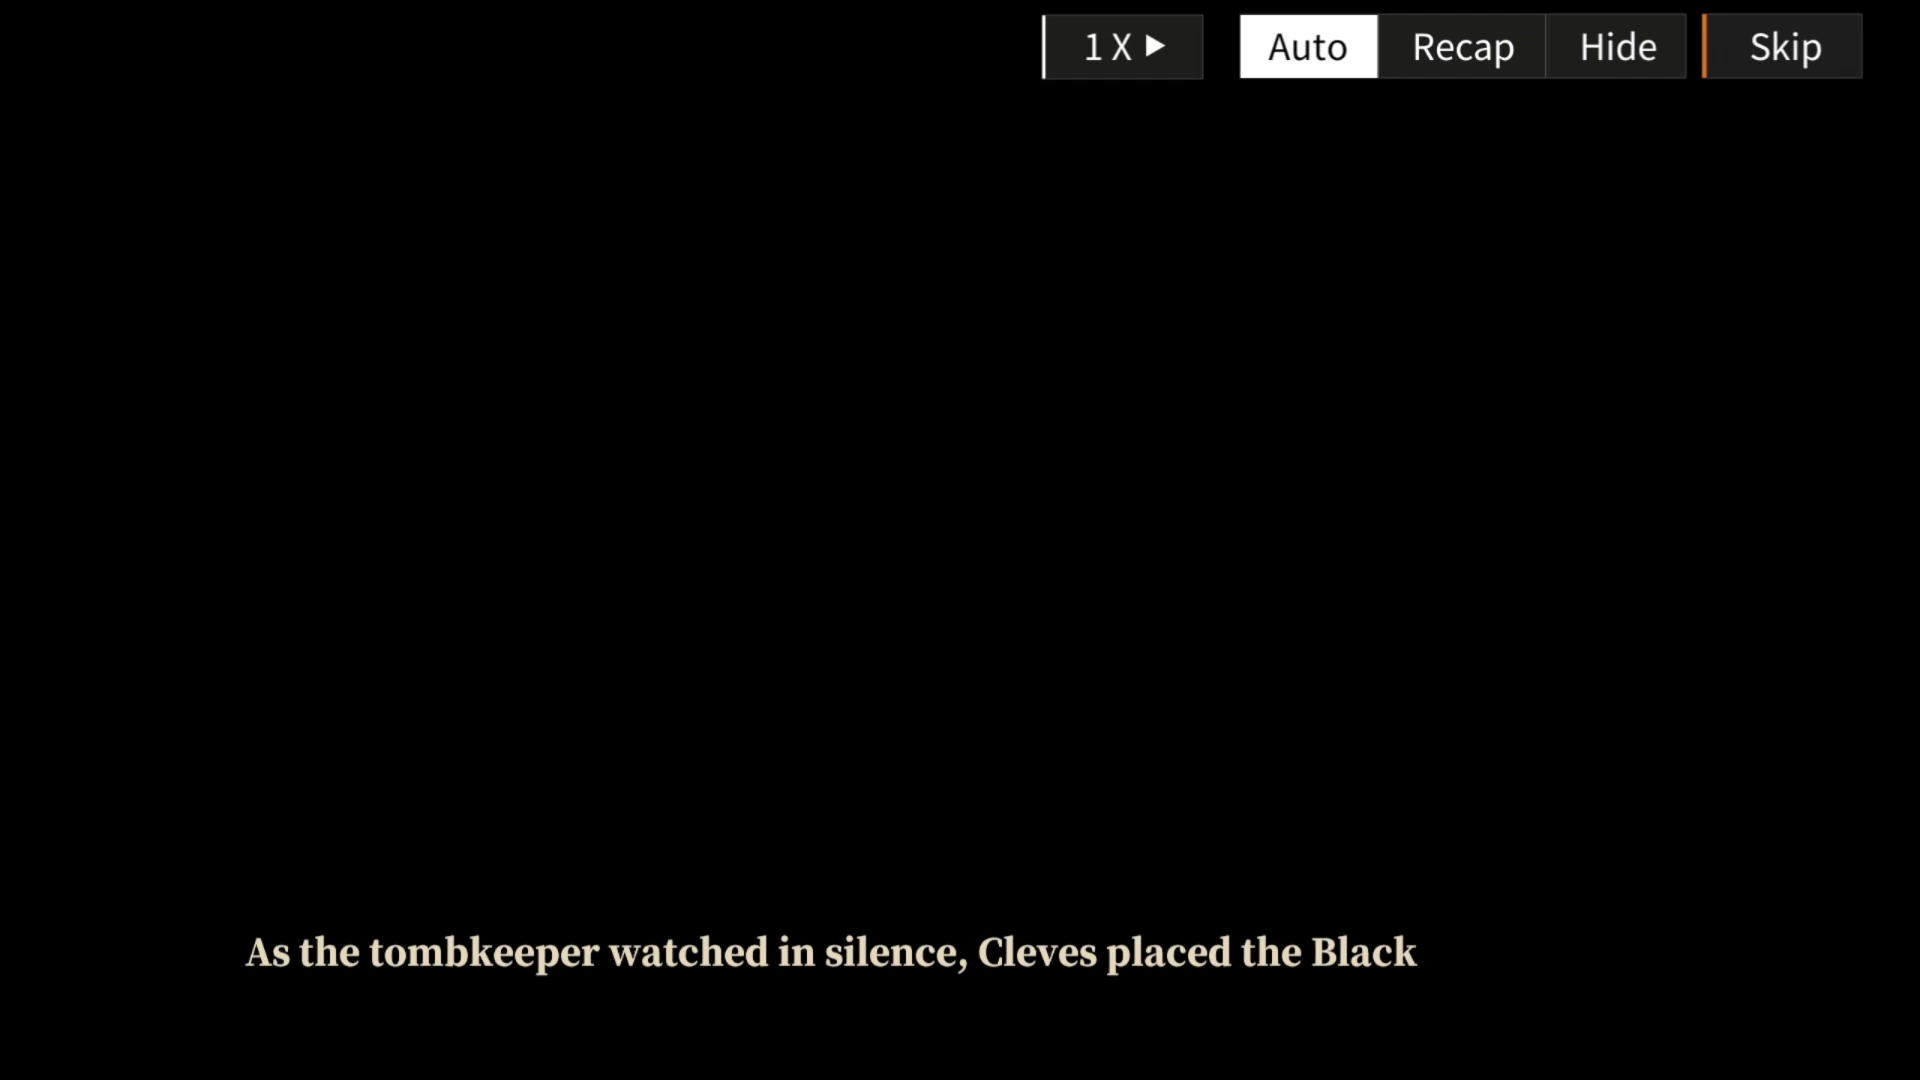 1 X ▶ Auto Recap Hide Skip
As the tombkeeper watched in silence, Cleves placed the Black